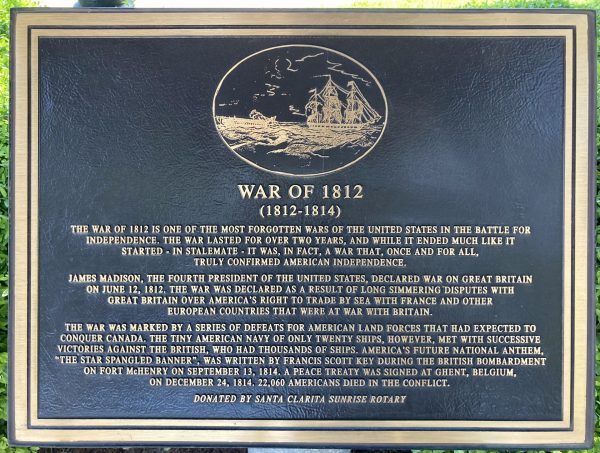 WAR OF 1812
(1812-1814)
THE WAR OF 1812 IS ONE OF THE MOST FORGOTTEN WARS OF THE UNITED STATES IN THE BATTLE FOR
INDEPENDENCE. THE WAR LASTED FOR OVER TWO YEARS, AND WHILE IT ENDED MUCH LIKE IT
STARTED - IN STALEMATE - IT WAS, IN FACT, A WAR THAT, ONCE AND FOR ALL,
TRULY CONFIRMED AMERICAN INDEPENDENCE.
JAMES MADISON, THE FOURTH PRESIDENT OF THE UNITED STATES, DECLARED WAR ON GREAT BRITAIN
ON JUNE 12, 1812. THE WAR WAS DECLARED AS A RESULT OF LONG SIMMERING DISPUTES WITH
GREAT BRITAIN OVER AMERICA'S RIGHT TO TRADE BY SEA WITH FRANCE AND OTHER
EUROPEAN COUNTRIES THAT WERE AT WAR WITH BRITAIN.
THE WAR WAS MARKED BY A SERIES OF DEFEATS FOR AMERICAN LAND FORCES THAT HAD EXPECTED TO
CONQUER CANADA. THE TINY AMERICAN NAVY OF ONLY TWENTY SHIPS, HOWEVER, MET WITH SUCCESSIVE
VICTORIES AGAINST THE BRITISH, WHO HAD THOUSANDS OF SHIPS. AMERICA'S FUTURE NATIONAL ANTHEM,
"THE STAR SPANGLED BANNER", WAS WRITTEN BY FRANCIS SCOTT KEY DURING THE BRITISH BOMBARDMENT
ON FORT McHENRY ON SEPTEMBER 13, 1814. A PEACE TREATY WAS SIGNED AT GHENT, BELGIUM,
ON DECEMBER 24, 1814. 22,060 AMERICANS DIED IN THE CONFLICT.
DONATED BY SANTA CLARITA SUNRISE ROTARY